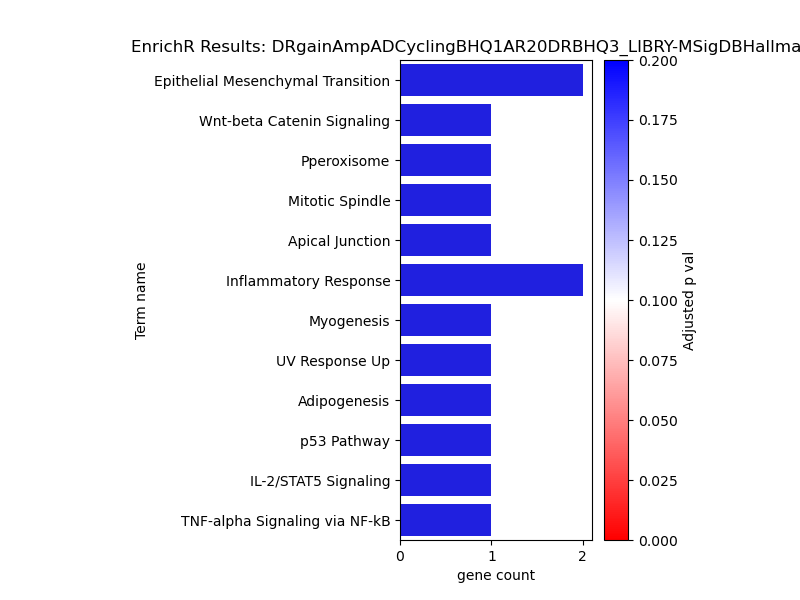 EnrichR Results: DRgainAmpADCyclingBHQ1AR20DRBHQ3_LIBRY-MSigDBHallma
Epithelial Mesenchymal Transition
Wnt-beta Catenin Signaling
Pperoxisome
Mitotic Spindle
Apical Junction
Inflammatory Response
Myogenesis
UV Response Up
Adipogenesis
p53 Pathway
IL-2/STAT5 Signaling
TNF-alpha Signaling via NF-kB
Term name
0 1 2
gene count
0.200
0.175
0.150
0.125
0.100
0.075
0.050
0.025
0.000
Adjusted p val